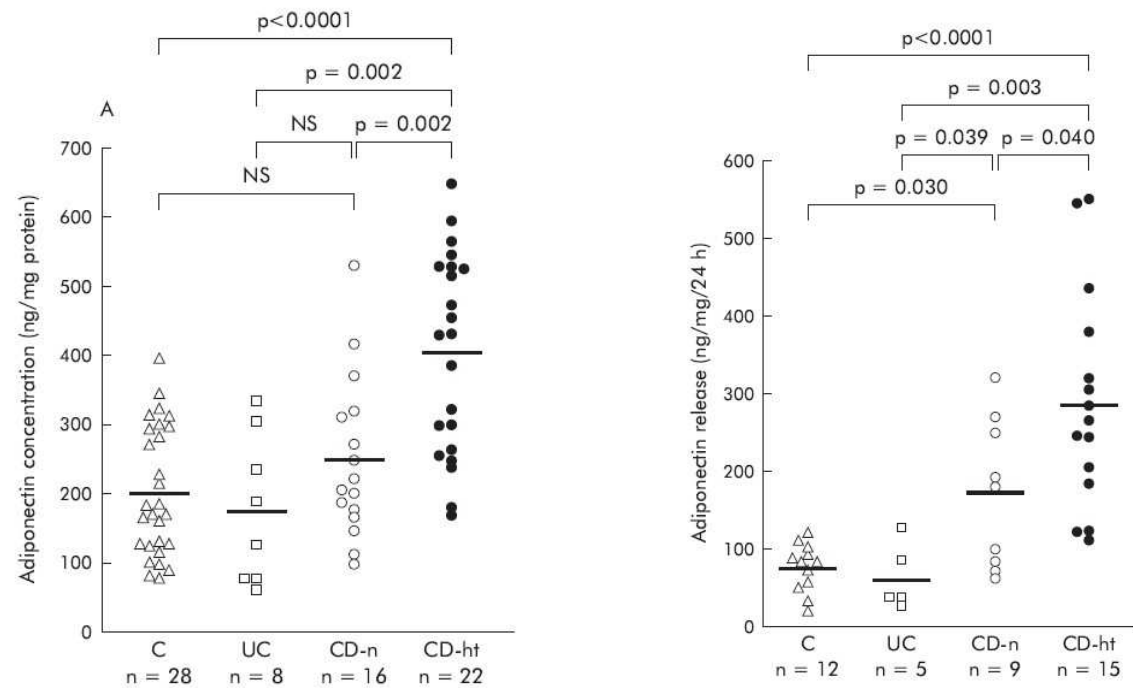 p<0.0001
p = 0.002
A
NS
p = 0.002
NS
Adiponectin concentration (ng/mg protein)
700
600
500
400
300
200
100
0
C
UC
CD-n
CD-ht
n = 28
n = 8
n = 16
n = 22
p<0.0001
p = 0.003
p = 0.039
p = 0.040
p = 0.030
Adiponectin release (ng/mg/24 h)
600
500
400
300
200
100
0
C
UC
CD-n
CD-ht
n = 12
n = 5
n = 9
n = 15